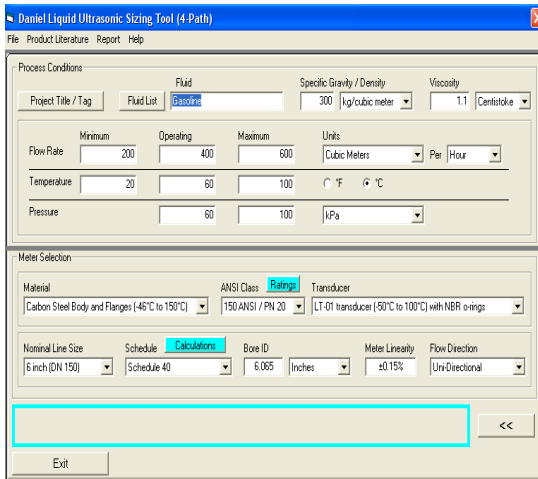 Daniel Liquid Ultrasonic Sizing Tool (4-Path)
File Product Literature Report Help
Process Conditions
Fluid Specific Gravity / Density Viscosity
Project Title / Tag Fluid List Gasoline 300 kg/cubic meter 1.1 Centistoke
Minimum Operating Maximum Units
Flow Rate 200 400 600 Cubic Meters Per Hour
Temperature 20 60 100 °F °C
Pressure 60 100 kPa
Meter Selection
Material ANSI Class Ratings Transducer
Carbon Steel Body and Flanges (-46°C to 150°C) 150 ANSI / PN 20 LT-01 transducer (-50°C to 100°C) with NBR o-rings
Nominal Line Size Schedule Calculations Bore ID Meter Linearity Flow Direction
6 inch (DN 150) Schedule 40 6.065 Inches ±0.15% Uni-Directional
<<
Exit